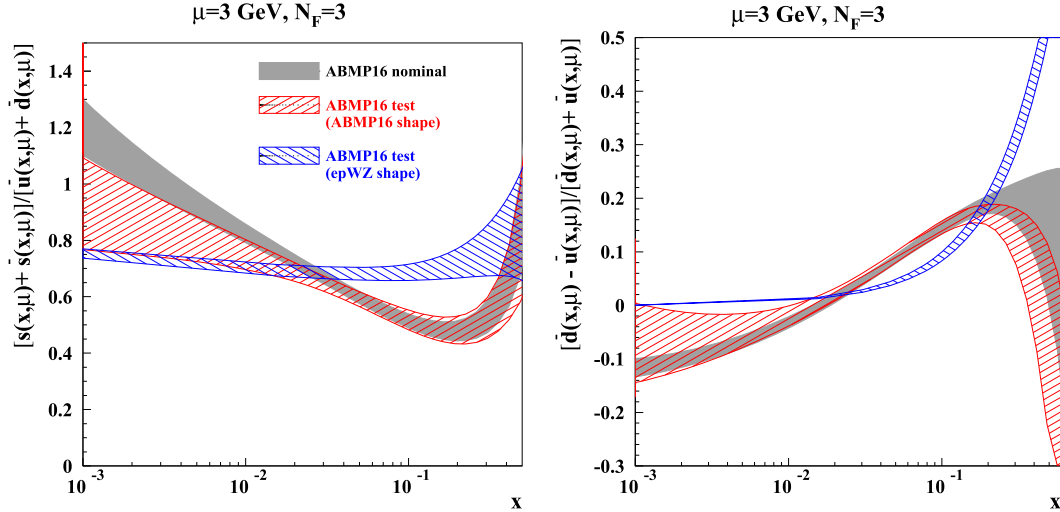 μ=3 GeV, N_F=3
[s(x,μ)+ s̄(x,μ)]/[ū(x,μ)+ d̄(x,μ)]
1.4
1.2
1
0.8
0.6
0.4
0.2
0
ABMP16 nominal
ABMP16 test
(ABMP16 shape)
ABMP16 test
(epWZ shape)
10⁻³
10⁻²
10⁻¹
x
μ=3 GeV, N_F=3
[d̄(x,μ) - ū(x,μ)]/[d̄(x,μ)+ ū(x,μ)]
0.5
0.4
0.3
0.2
0.1
0
-0.1
-0.2
-0.3
10⁻³
10⁻²
10⁻¹
x